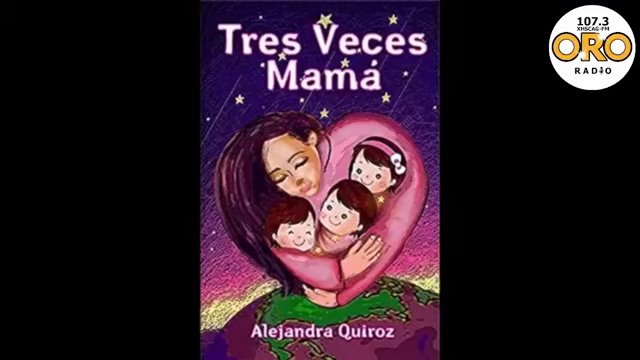 Tres Veces
Mamá
Alejandra Quiroz
107.3
XHSCAG-FM
ORO
RADIO